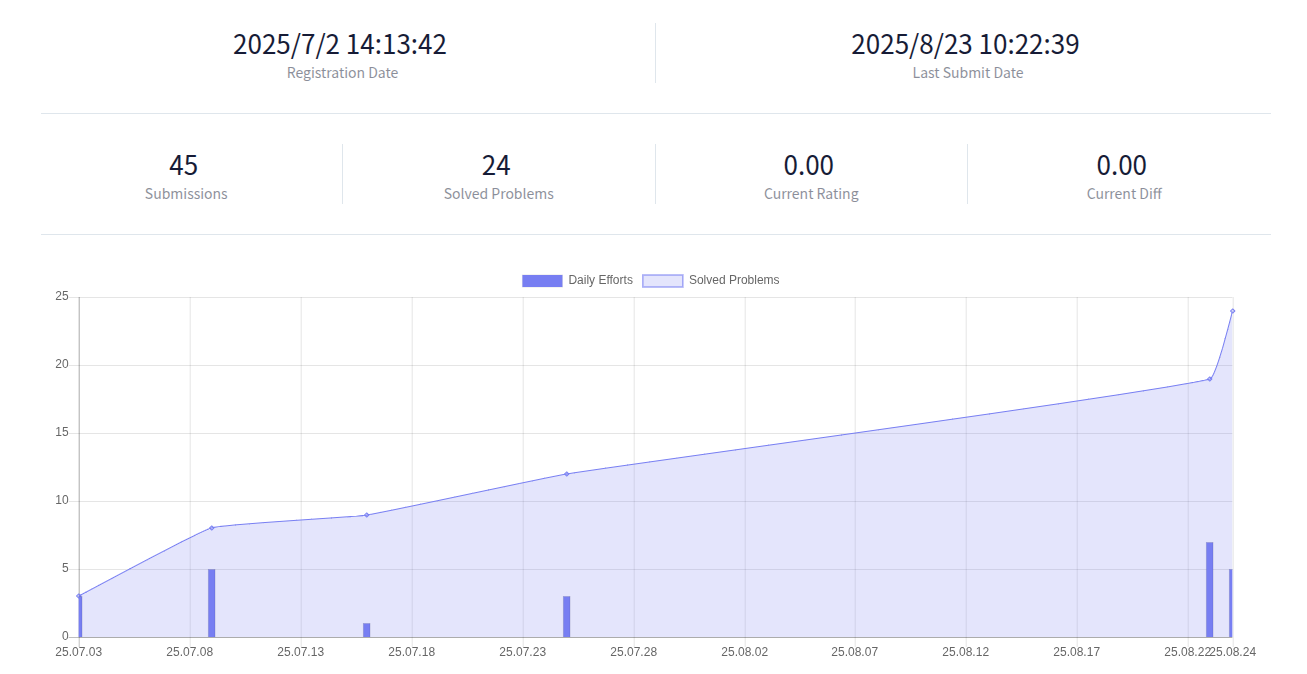 2025/7/2 14:13:42 2025/8/23 10:22:39
Registration Date Last Submit Date
45 24 0.00 0.00
Submissions Solved Problems Current Rating Current Diff
Daily Efforts Solved Problems
25
20
15
10
5
0
25.07.03 25.07.08 25.07.13 25.07.18 25.07.23 25.07.28 25.08.02 25.08.07 25.08.12 25.08.17 25.08.22 25.08.24